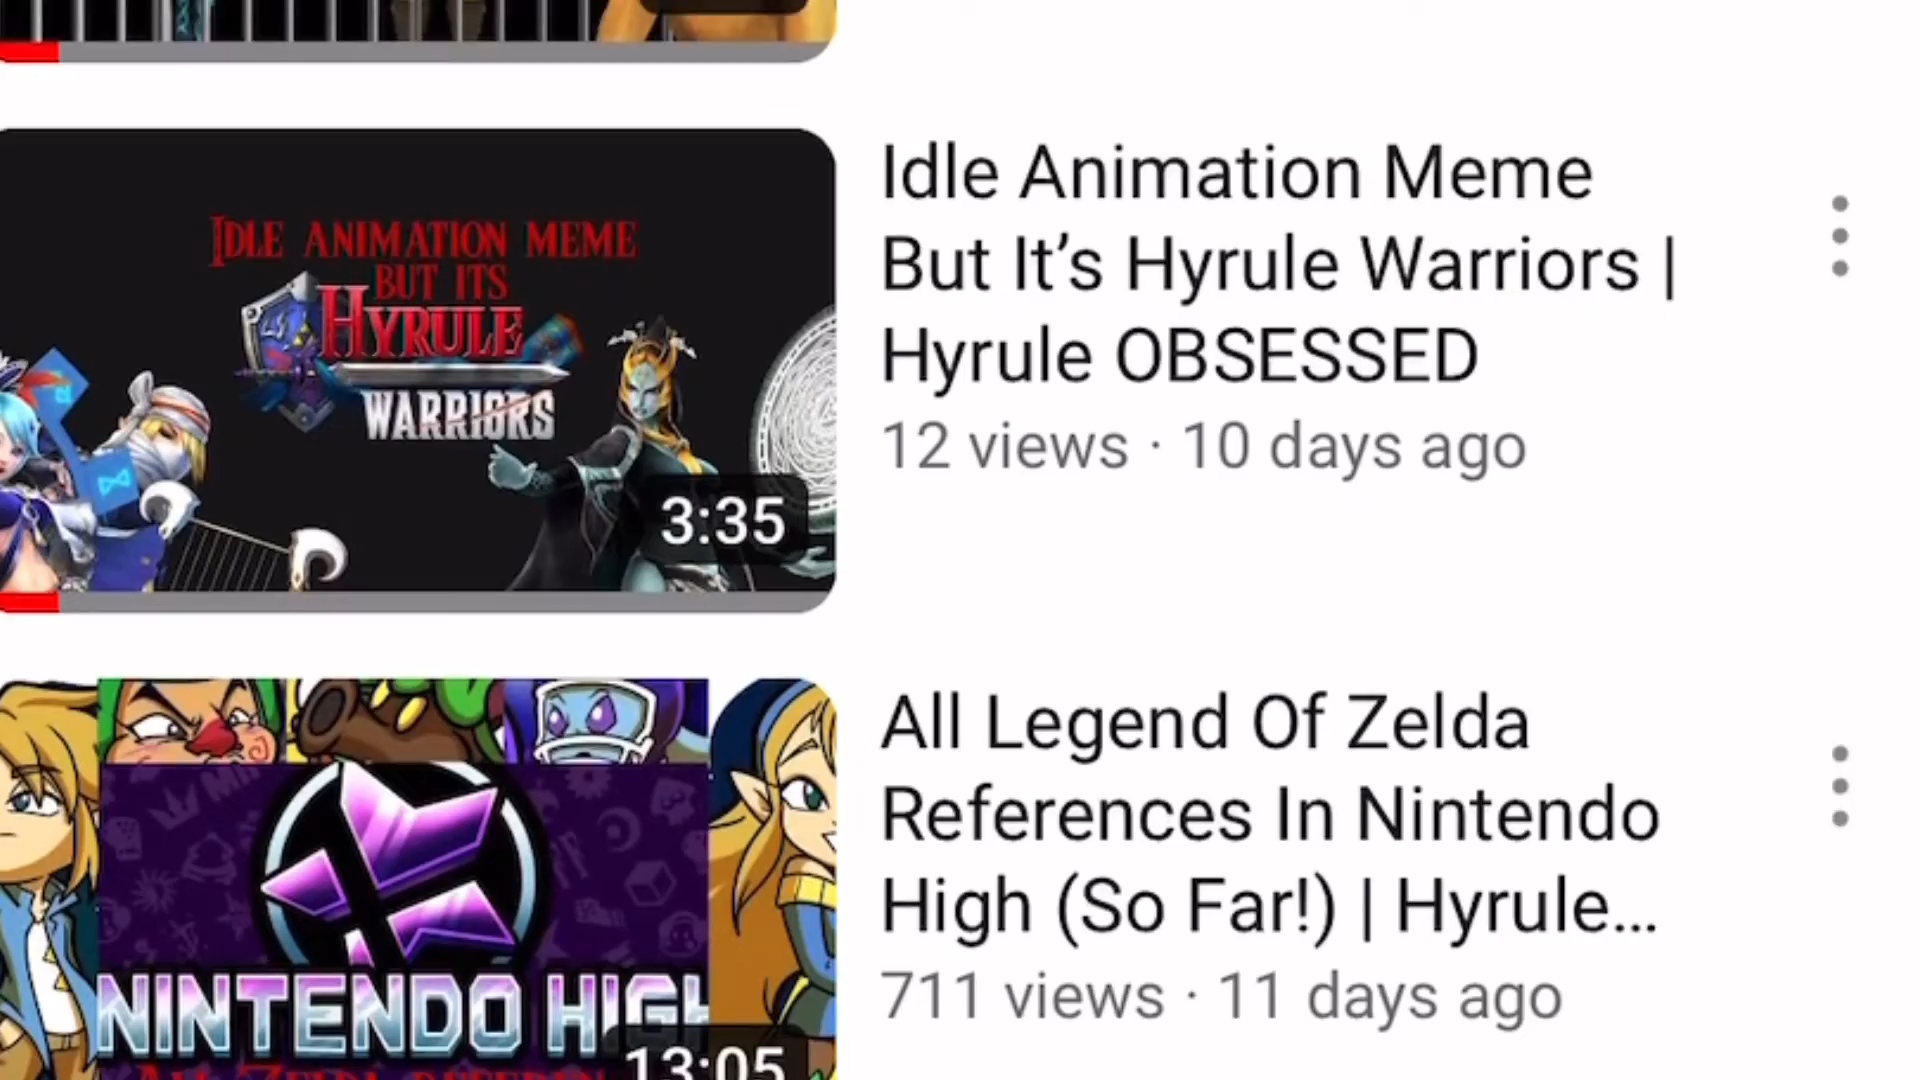 IDLE ANIMATION MEME
BUT ITS
HYRULE
WARRIORS
3:35
Idle Animation Meme
But It’s Hyrule Warriors |
Hyrule OBSESSED
12 views · 10 days ago
NINTENDO HIGH
13:05
All Legend Of Zelda
References In Nintendo
High (So Far!) | Hyrule...
711 views · 11 days ago